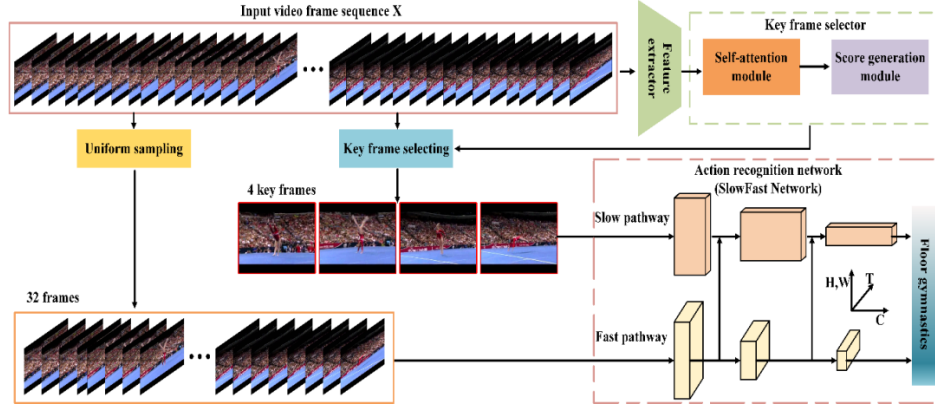 Input video frame sequence X
Key frame selector
Feature
extractor
Self-attention
module
Score generation
module
Uniform sampling
Key frame selecting
4 key frames
Action recognition network
(SlowFast Network)
Slow pathway
32 frames
Fast pathway
H,W
T
C
Floor gymnastics